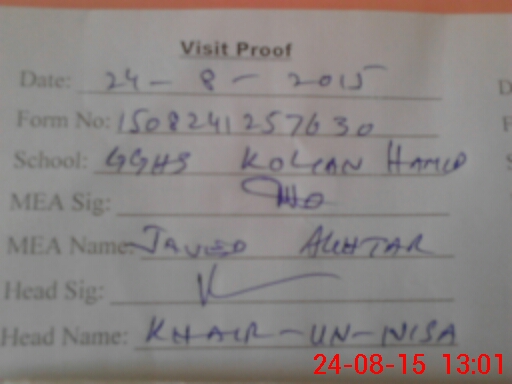 Visit Proof
Date: 24 - 8 - 2015
Form No: 1508241257630
School: GGHS KOLIAN HAMID
MEA Sig:
MEA Name: JAVED AKHTAR
Head Sig:
Head Name: KHAIR-UN-NISA
24-08-15 13:01